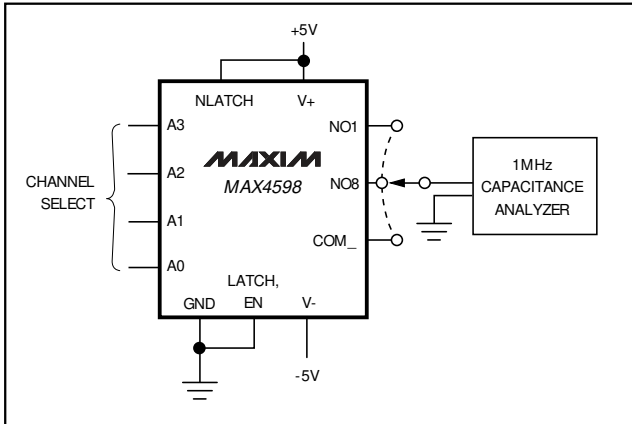 +5V
NLATCH V+
A3
NO1
MAXIM
1MHz
CAPACITANCE
ANALYZER
A2
MAX4598
NO8
CHANNEL
SELECT
A1
COM_
A0
LATCH,
GND EN V-
-5V